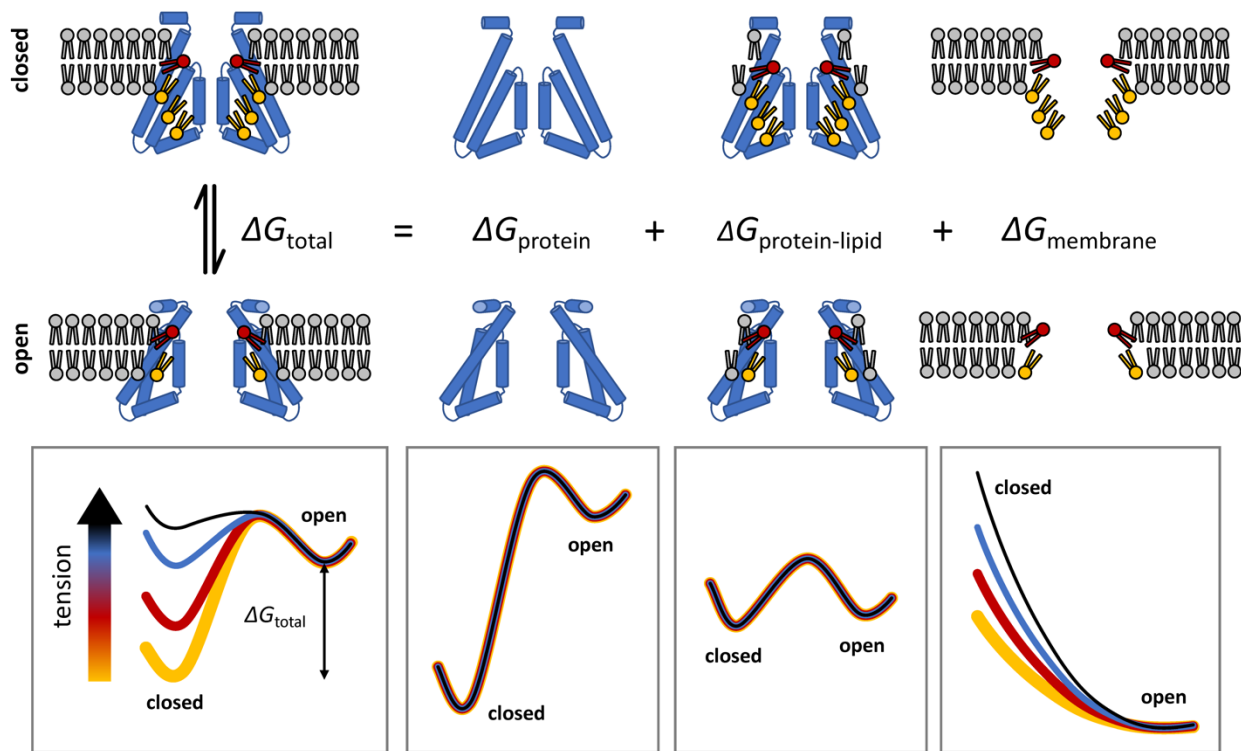 closed
ΔGtotal = ΔGprotein + ΔGprotein-lipid + ΔGmembrane
open
tension
open
ΔGtotal
closed
open
closed
closed
open
closed
open